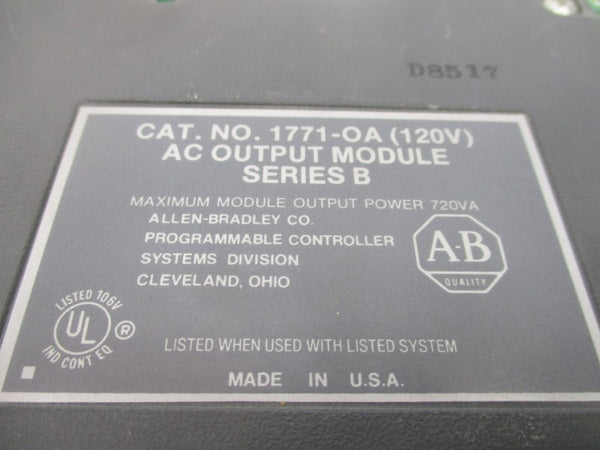 D8517
CAT. NO. 1771-OA (120V)
AC OUTPUT MODULE
SERIES B
MAXIMUM MODULE OUTPUT POWER 720VA
ALLEN-BRADLEY CO.
PROGRAMMABLE CONTROLLER
SYSTEMS DIVISION
CLEVELAND, OHIO
A-B
QUALITY
LISTED 106V
UL ®
IND CONT EQ
LISTED WHEN USED WITH LISTED SYSTEM
MADE IN U.S.A.